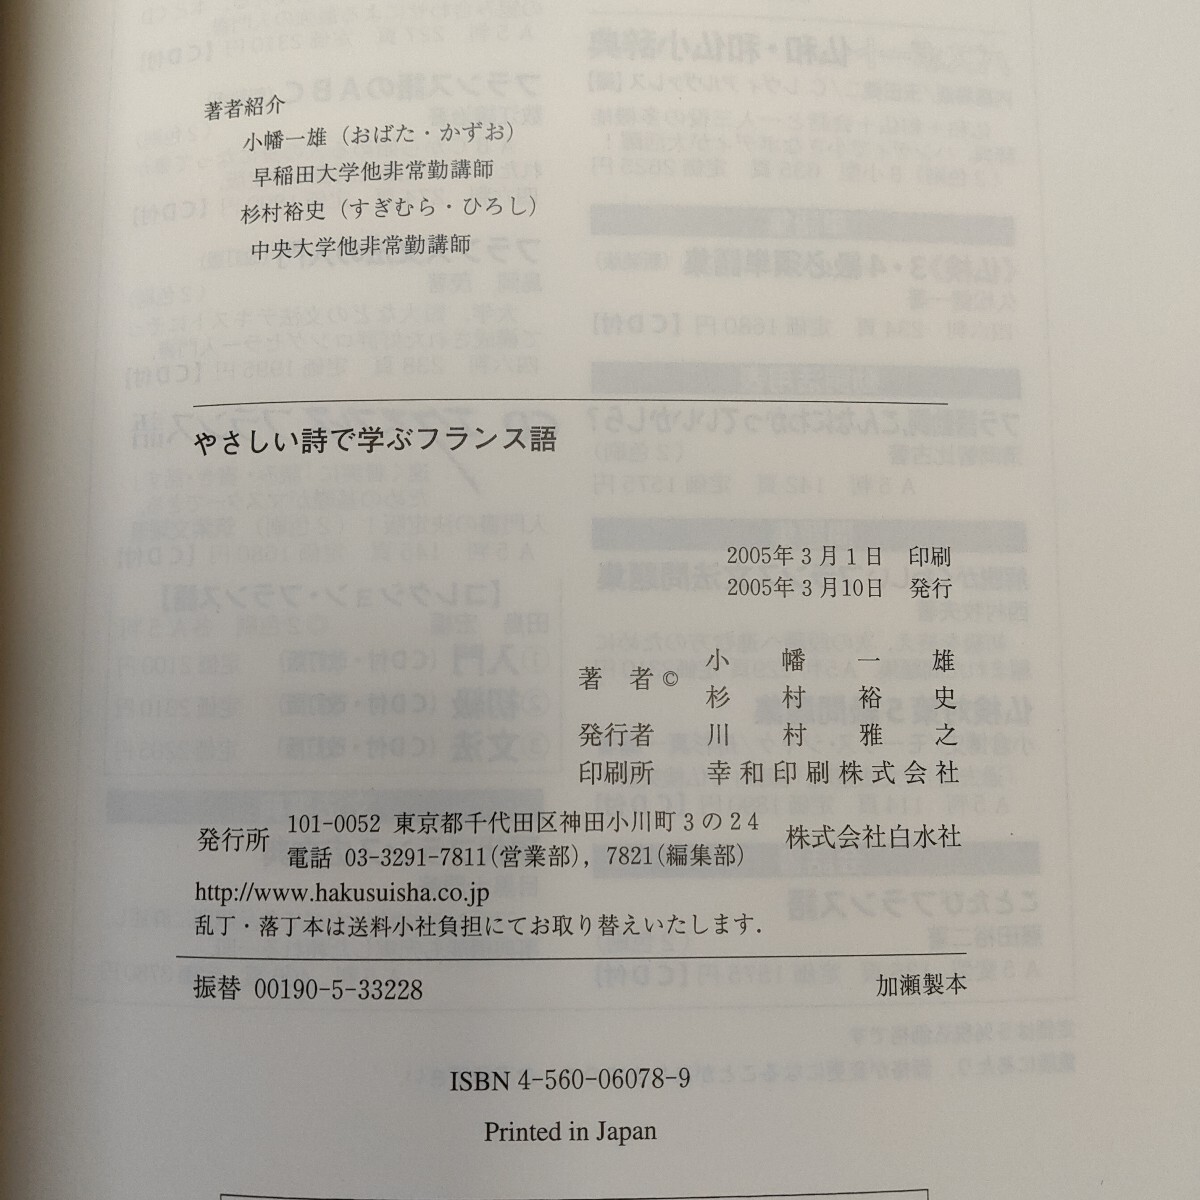 著者紹介
小幡一雄（おばた・かずお）
早稲田大学他非常勤講師
杉村裕史（すぎむら・ひろし）
中央大学他非常勤講師
やさしい詩で学ぶフランス語
2005年3月1日 印刷
2005年3月10日 発行
著者© 小幡一雄
杉村裕史
発行者 川村雅之
印刷所 幸和印刷株式会社
発行所 101-0052 東京都千代田区神田小川町3の24 株式会社白水社
電話 03-3291-7811(営業部), 7821(編集部)
http://www.hakusuisha.co.jp
乱丁・落丁本は送料小社負担にてお取り替えいたします.
振替 00190-5-33228 加瀬製本
ISBN 4-560-06078-9
Printed in Japan